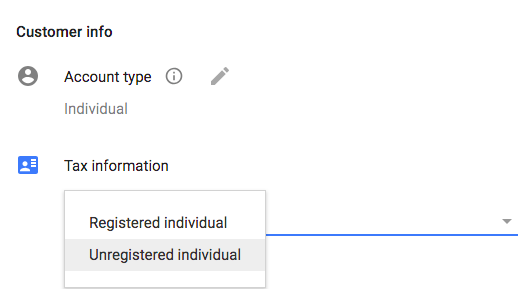 Customer info
Account type
Individual
Tax information
Registered individual
Unregistered individual